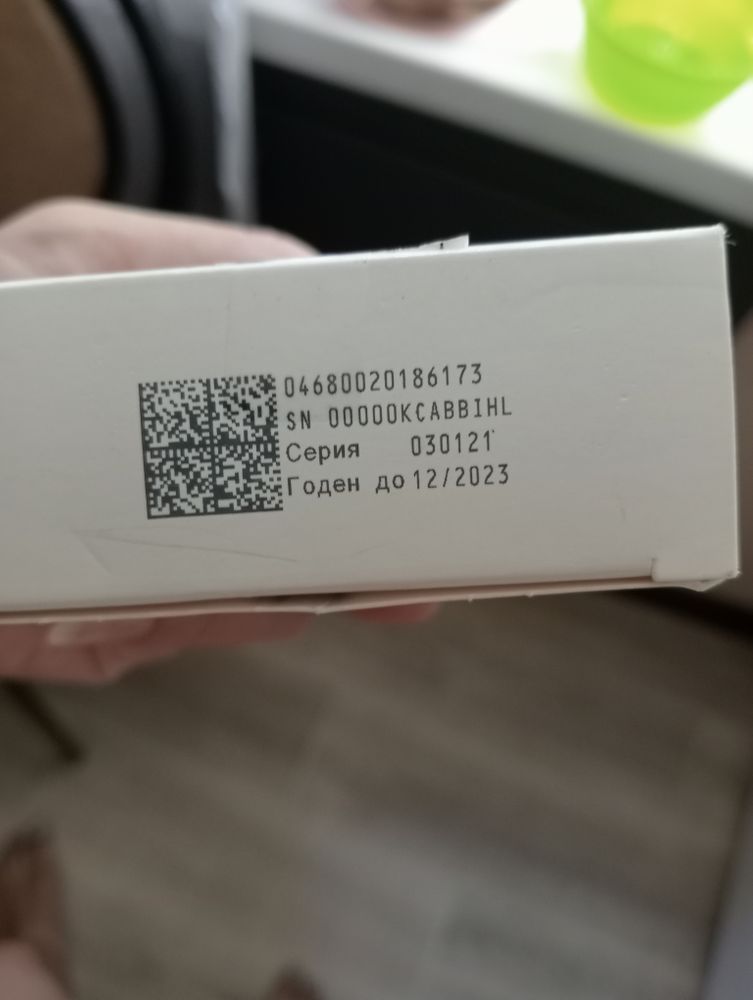 04680020186173
SN 00000KCABBIHL
Серия 030121
Годен до 12/2023